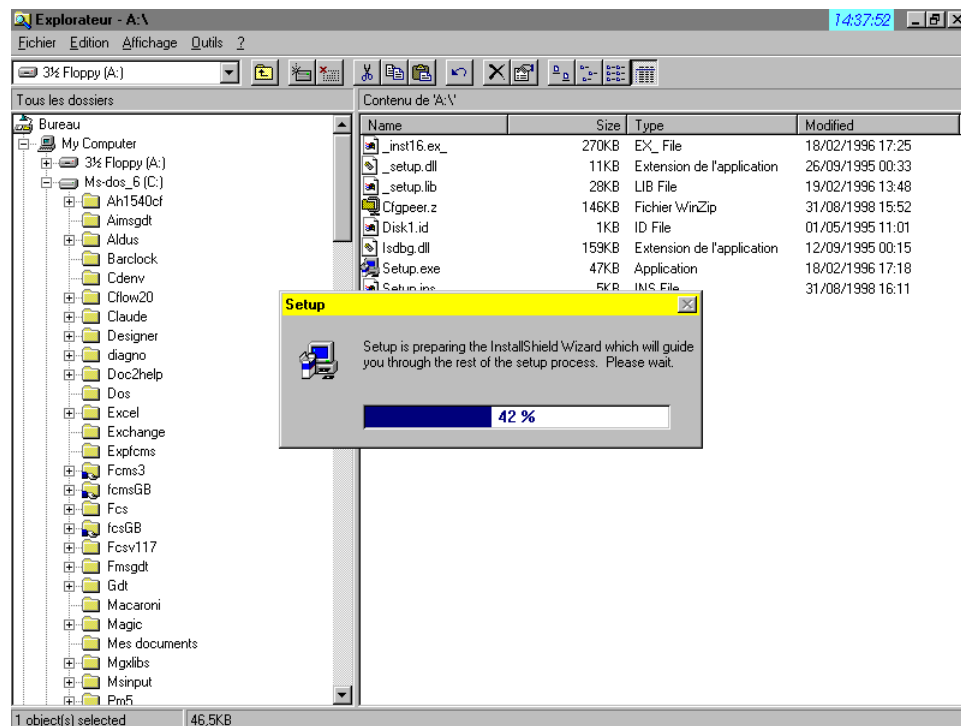 Explorateur - A:\ 14:37:52
Fichier Edition Affichage Outils ?
3½ Floppy (A:)
Tous les dossiers
Contenu de 'A:\'
Bureau
My Computer
3½ Floppy (A:)
Ms-dos_6 (C:)
Ah1540cf
Aimsgdt
Aldus
Barclock
Cdenv
Cflow20
Claude
Designer
diagno
Doc2help
Dos
Excel
Exchange
Expfcms
Fcms3
fcmsGB
Fcs
fcsGB
Fcsv117
Fmsgdt
Gdt
Macaroni
Magic
Mes documents
Mgxlibs
Msinput
Pm5
Name Size Type Modified
_inst16.ex_ 270KB EX_ File 18/02/1996 17:25
_setup.dll 11KB Extension de l'application 26/09/1995 00:33
_setup.lib 28KB LIB File 19/02/1996 13:48
Cfgpeer.z 146KB Fichier WinZip 31/08/1998 15:52
Disk1.id 1KB ID File 01/05/1995 11:01
Isdbg.dll 159KB Extension de l'application 12/09/1995 00:15
Setup.exe 47KB Application 18/02/1996 17:18
Setup.ins 5KB INS File 31/08/1998 16:11
Setup
Setup is preparing the InstallShield Wizard which will guide
you through the rest of the setup process. Please wait.
42 %
1 object(s) selected 46,5KB